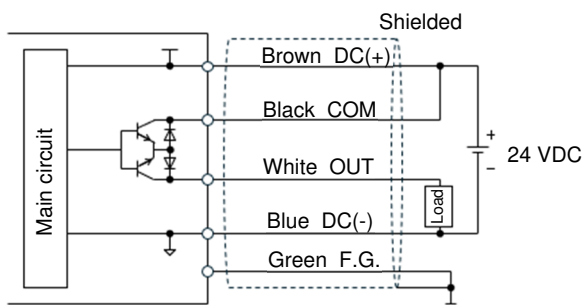 Shielded
Brown DC(+)
Black COM
White OUT
Blue DC(-)
Green F.G.
Main circuit
Load
+
24 VDC
−